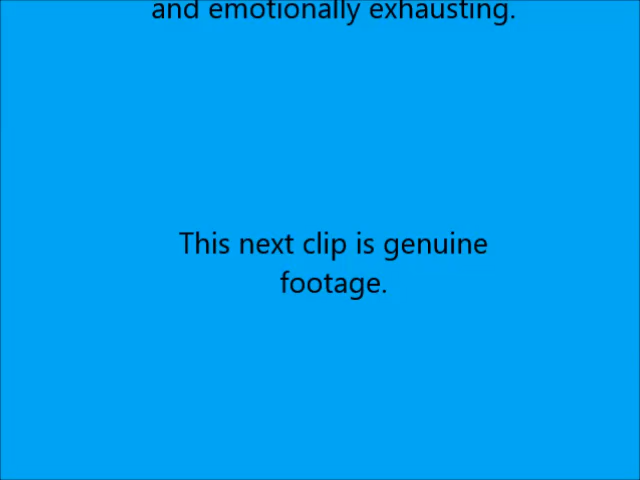 and emotionally exhausting.
This next clip is genuine
footage.